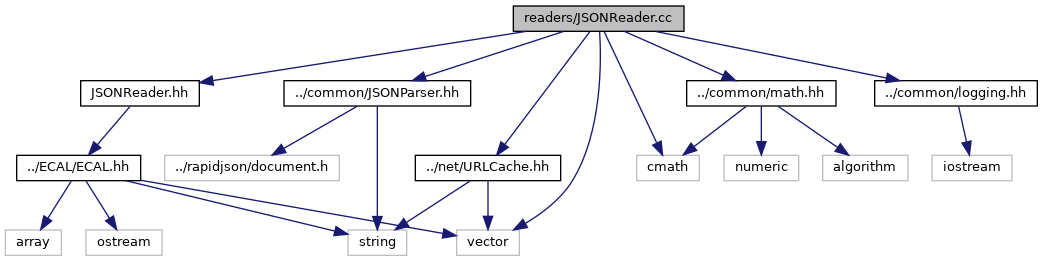 readers/JSONReader.cc
JSONReader.hh
../common/JSONParser.hh
../common/math.hh
../common/logging.hh
../ECAL/ECAL.hh
../rapidjson/document.h
../net/URLCache.hh
cmath
numeric
algorithm
iostream
array
ostream
string
vector